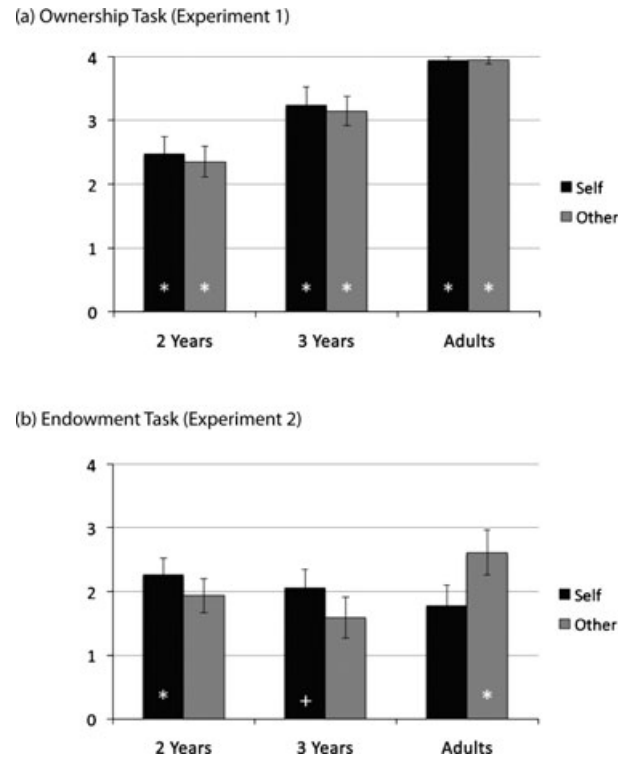 (a) Ownership Task (Experiment 1)
4
3
2
1
0
* * * * * *
2 Years 3 Years Adults
Self
Other
(b) Endowment Task (Experiment 2)
4
3
2
1
0
* + *
2 Years 3 Years Adults
Self
Other